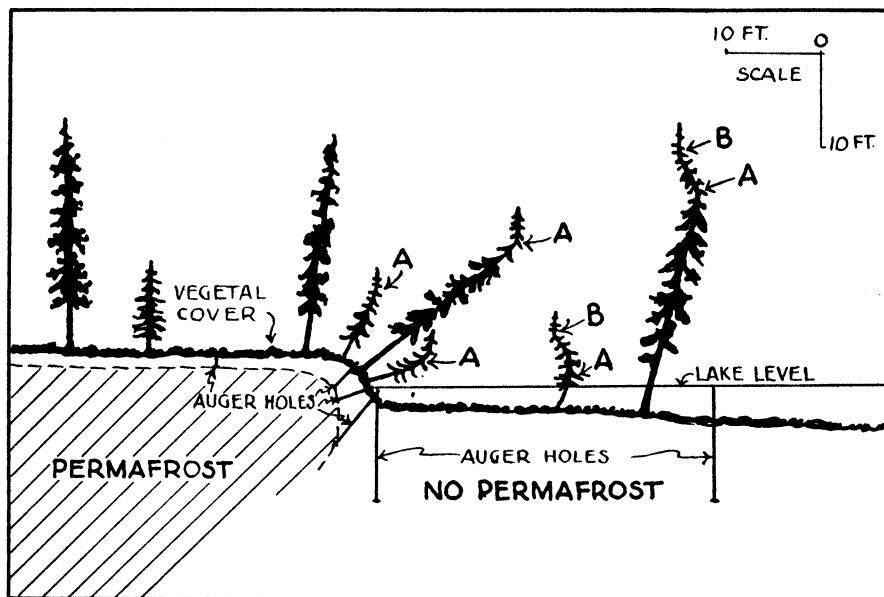 10 FT.
O
SCALE
10 FT.
B
A
A
A
VEGETAL
COVER
B
A
A
LAKE LEVEL
AUGER HOLES
PERMAFROST
AUGER HOLES
NO PERMAFROST